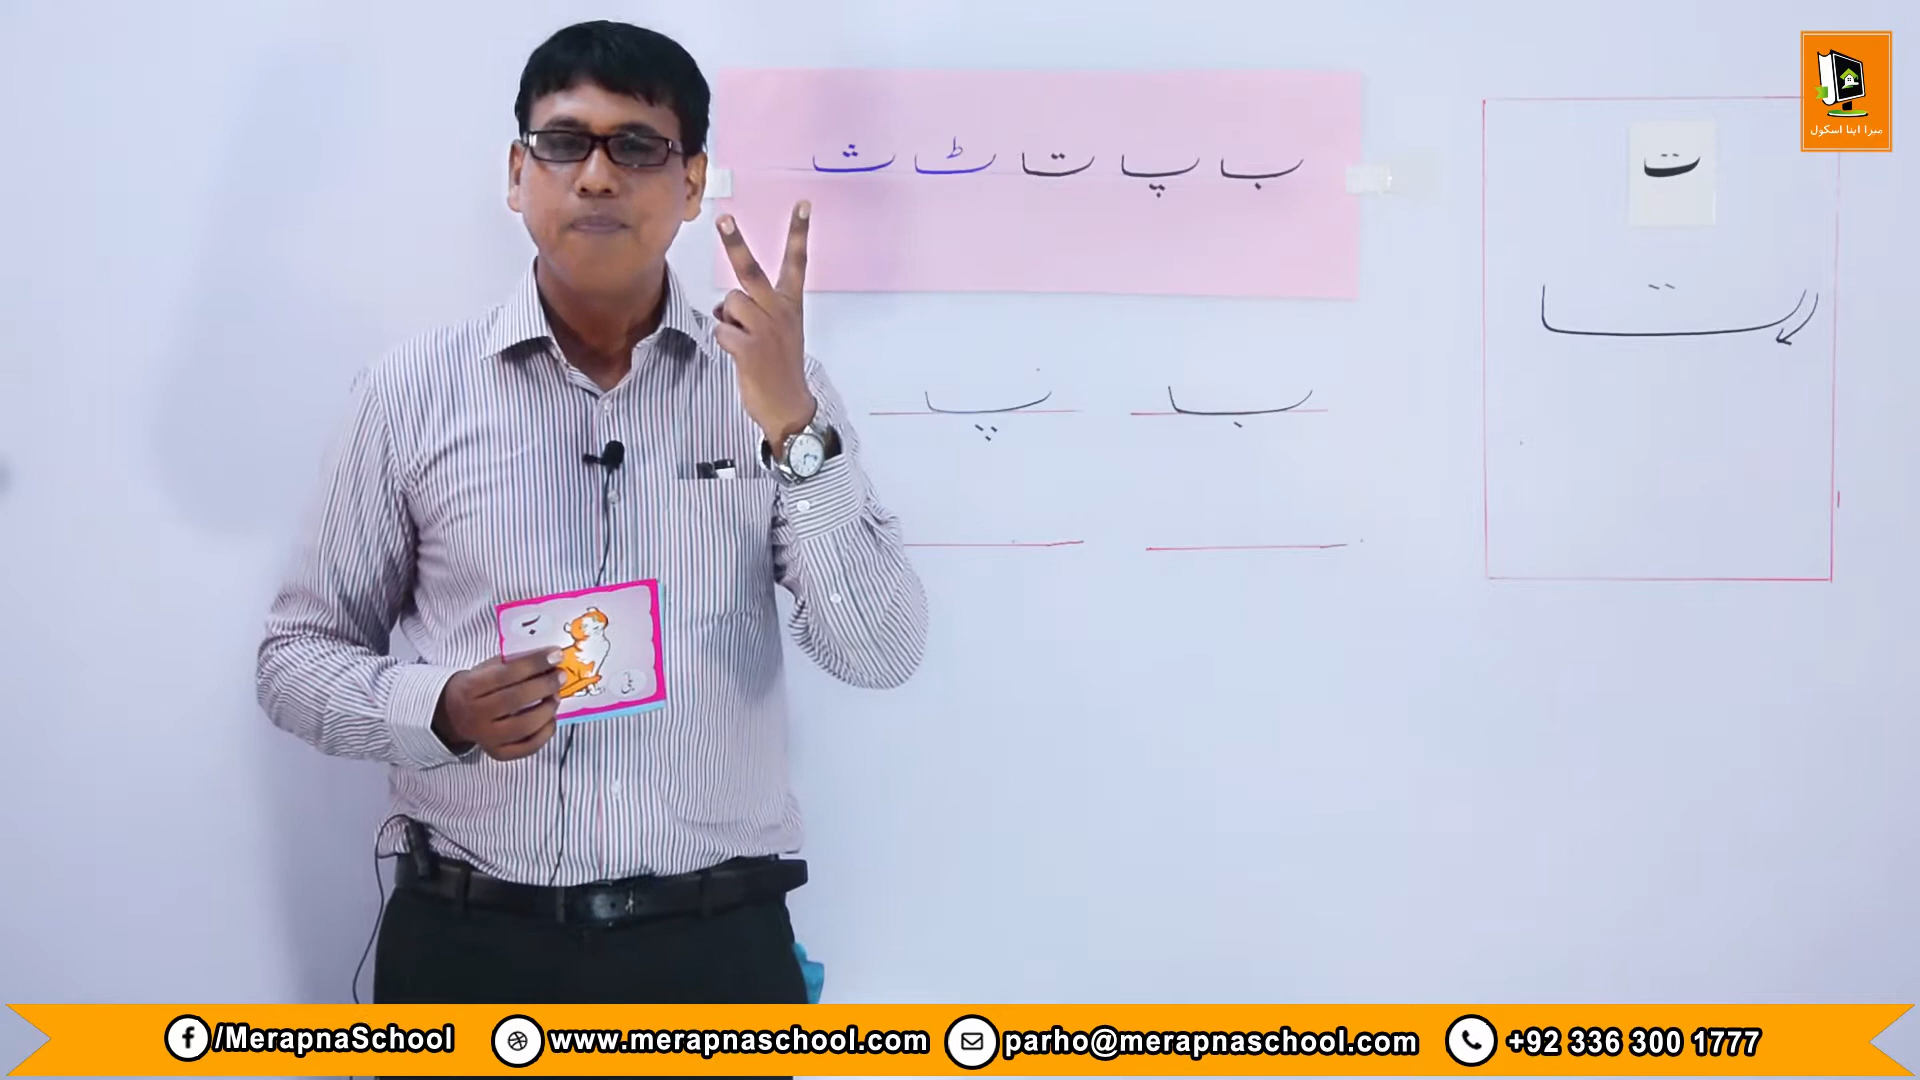 میرا اپنا اسکول
ب پ ت ٹ ث
ت
ت
ب پ
ب
بلی
/MerapnaSchool www.merapnaschool.com parho@merapnaschool.com +92 336 300 1777